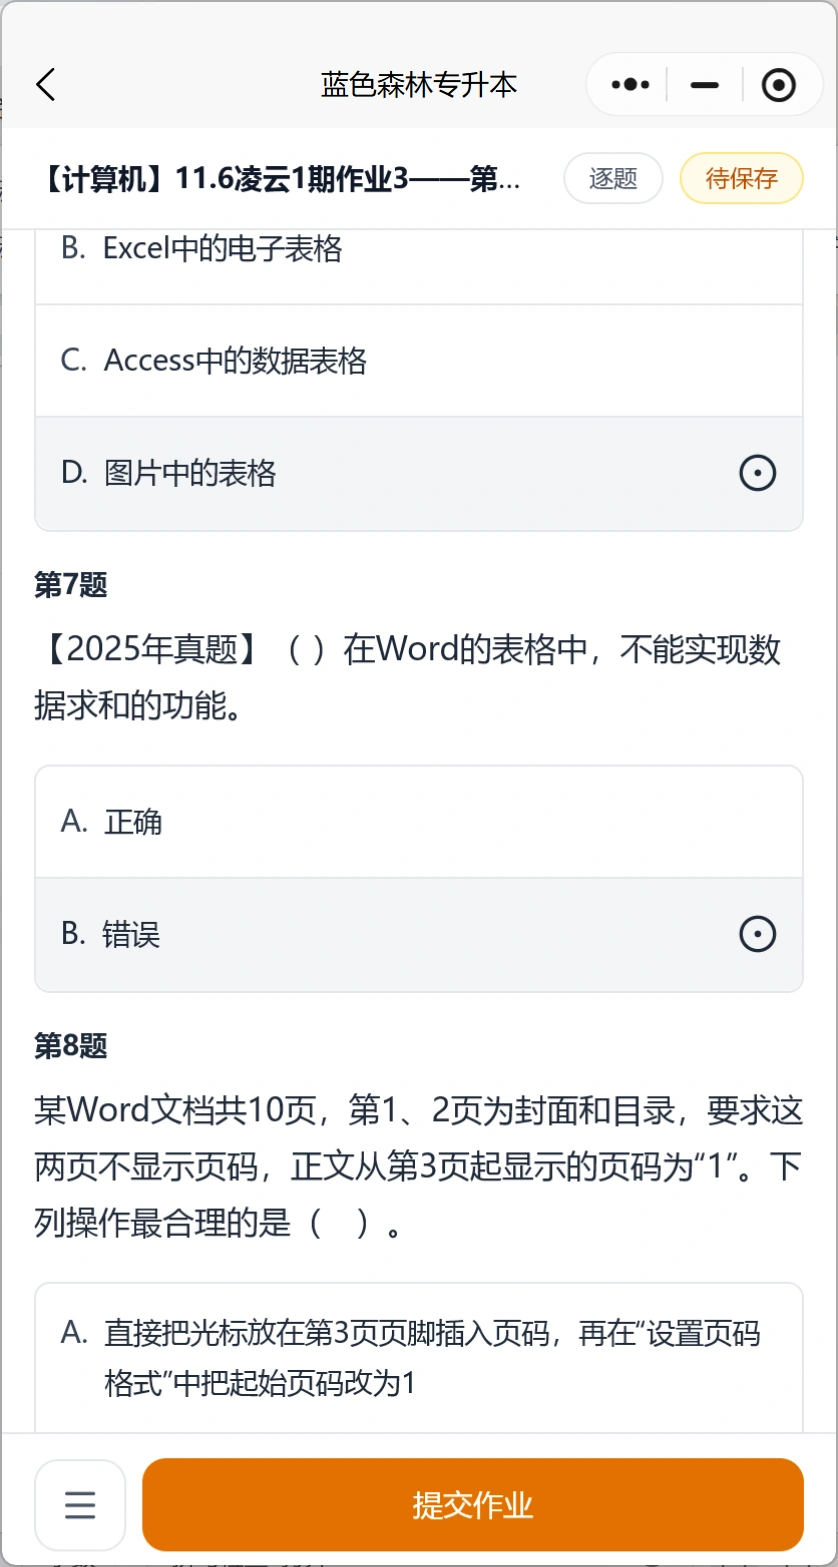 蓝色森林专升本
【计算机】11.6凌云1期作业3——第...
逐题
待保存
B. Excel中的电子表格
C. Access中的数据表格
D. 图片中的表格
第7题
【2025年真题】（ ）在Word的表格中，不能实现数
据求和的功能。
A. 正确
B. 错误
第8题
某Word文档共10页，第1、2页为封面和目录，要求这
两页不显示页码，正文从第3页起显示的页码为“1”。下
列操作最合理的是（　）。
A. 直接把光标放在第3页页脚插入页码，再在“设置页码
格式”中把起始页码改为1
提交作业